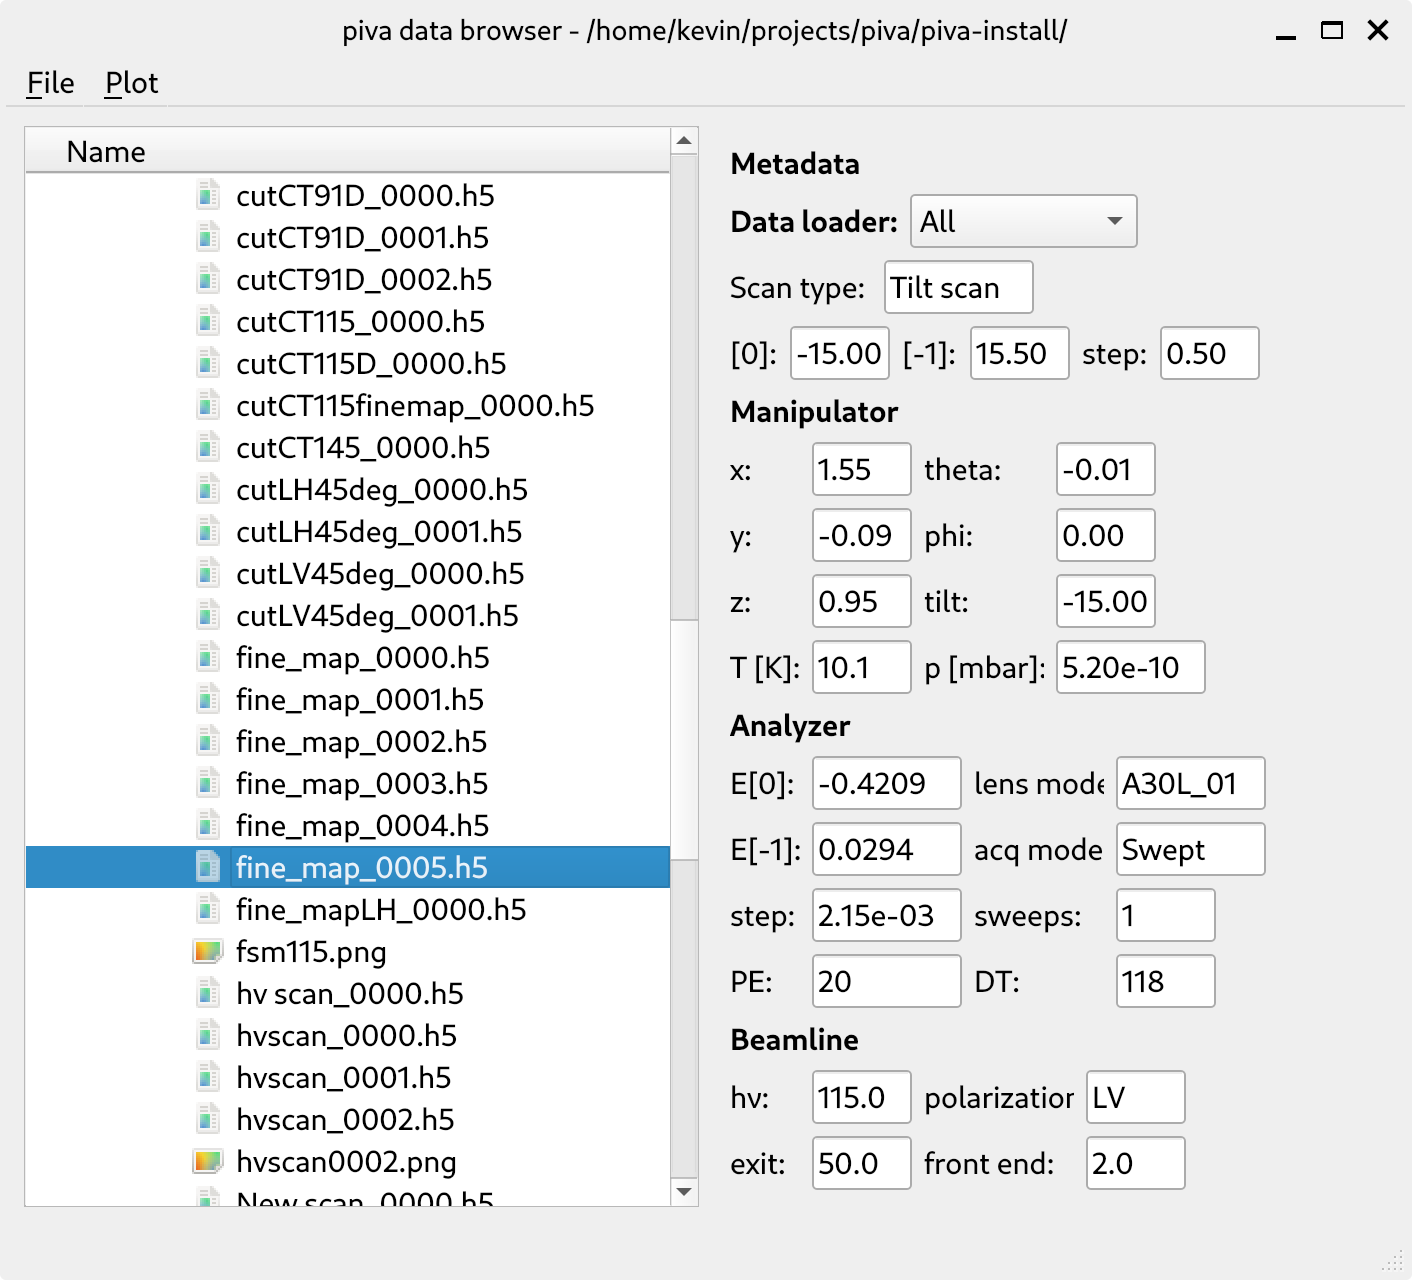 piva data browser - /home/kevin/projects/piva/piva-install/
File Plot
Name
cutCT91D_0000.h5
cutCT91D_0001.h5
cutCT91D_0002.h5
cutCT115_0000.h5
cutCT115D_0000.h5
cutCT115finemap_0000.h5
cutCT145_0000.h5
cutLH45deg_0000.h5
cutLH45deg_0001.h5
cutLV45deg_0000.h5
cutLV45deg_0001.h5
fine_map_0000.h5
fine_map_0001.h5
fine_map_0002.h5
fine_map_0003.h5
fine_map_0004.h5
fine_map_0005.h5
fine_mapLH_0000.h5
fsm115.png
hv scan_0000.h5
hvscan_0000.h5
hvscan_0001.h5
hvscan_0002.h5
hvscan0002.png
New scan_0000.h5
Metadata
Data loader: All
Scan type: Tilt scan
[0]: -15.00 [-1]: 15.50 step: 0.50
Manipulator
x: 1.55 theta: -0.01
y: -0.09 phi: 0.00
z: 0.95 tilt: -15.00
T [K]: 10.1 p [mbar]: 5.20e-10
Analyzer
E[0]: -0.4209 lens mode A30L_01
E[-1]: 0.0294 acq mode Swept
step: 2.15e-03 sweeps: 1
PE: 20 DT: 118
Beamline
hv: 115.0 polarization LV
exit: 50.0 front end: 2.0